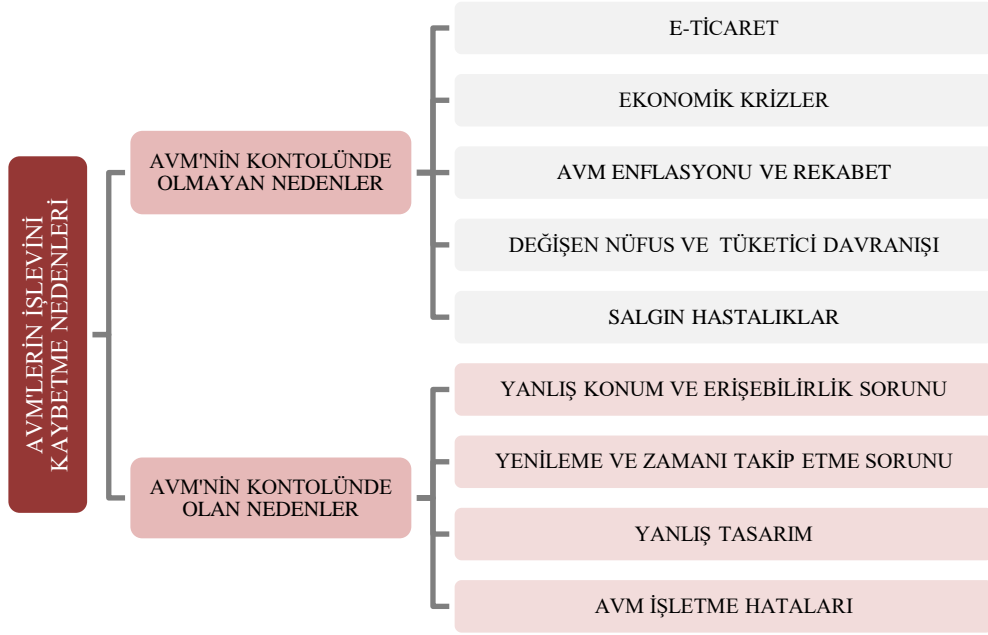 AVM'LERİN İŞLEVİNİ
KAYBETME NEDENLERİ
AVM'NİN KONTOLÜNDE
OLMAYAN NEDENLER
E-TİCARET
EKONOMİK KRİZLER
AVM ENFLASYONU VE REKABET
DEĞİŞEN NÜFUS VE TÜKETİCİ DAVRANIŞI
SALGIN HASTALIKLAR
AVM'NİN KONTOLÜNDE
OLAN NEDENLER
YANLIŞ KONUM VE ERİŞEBİLİRLİK SORUNU
YENİLEME VE ZAMANI TAKİP ETME SORUNU
YANLIŞ TASARIM
AVM İŞLETME HATALARI